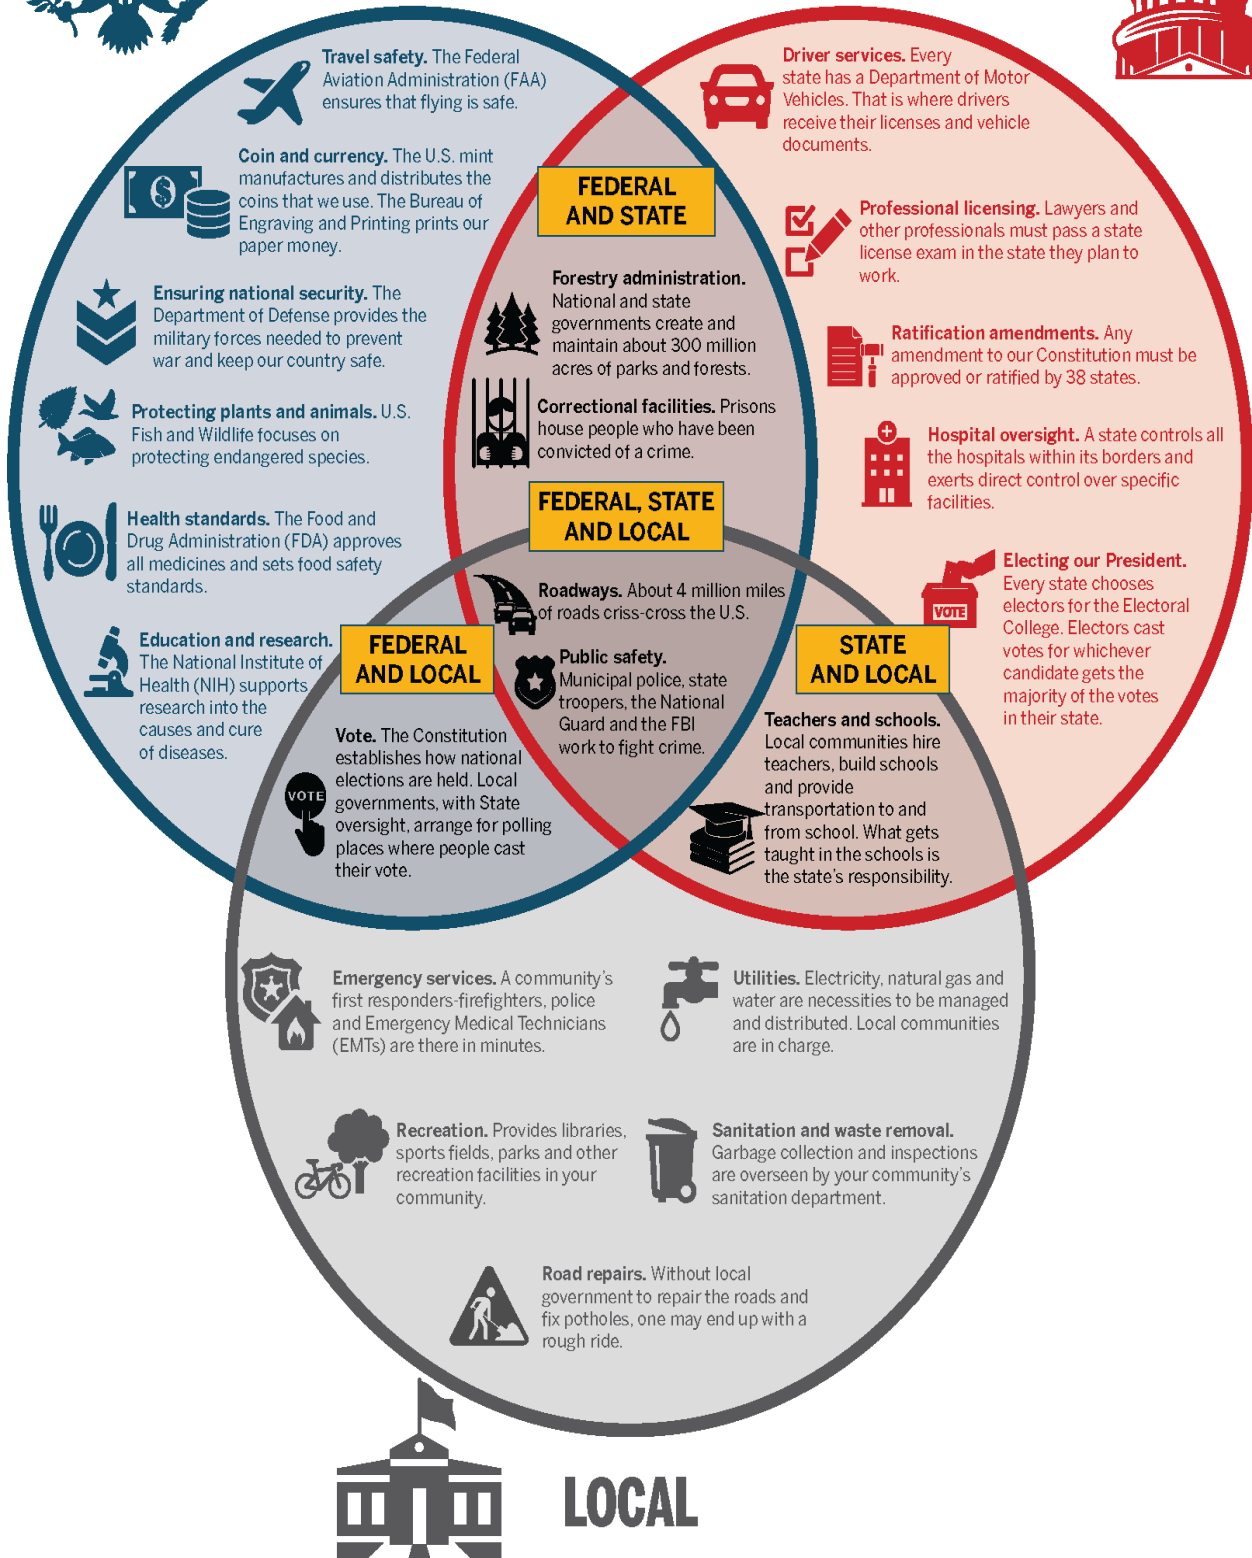 Travel safety. The Federal
Aviation Administration (FAA)
ensures that flying is safe.
Coin and currency. The U.S. mint
manufactures and distributes the
coins that we use. The Bureau of
Engraving and Printing prints our
paper money.
$
Ensuring national security. The
Department of Defense provides the
military forces needed to prevent
war and keep our country safe.
Protecting plants and animals. U.S.
Fish and Wildlife focuses on
protecting endangered species.
Health standards. The Food and
Drug Administration (FDA) approves
all medicines and sets food safety
standards.
Education and research.
The National Institute of
Health (NIH) supports
research into the
causes and cure
of diseases.
FEDERAL
AND STATE
Forestry administration.
National and state
governments create and
maintain about 300 million
acres of parks and forests.
Correctional facilities. Prisons
house people who have been
convicted of a crime.
Driver services. Every
state has a Department of Motor
Vehicles. That is where drivers
receive their licenses and vehicle
documents.
Professional licensing. Lawyers and
other professionals must pass a state
license exam in the state they plan to
work.
Ratification amendments. Any
amendment to our Constitution must be
approved or ratified by 38 states.
Hospital oversight. A state controls all
the hospitals within its borders and
exerts direct control over specific
facilities.
Electing our President.
Every state chooses
electors for the Electoral
College. Electors cast
votes for whichever
candidate gets the
majority of the votes
in their state.
VOTE
FEDERAL, STATE
AND LOCAL
Roadways. About 4 million miles
of roads criss-cross the U.S.
Public safety.
Municipal police, state
troopers, the National
Guard and the FBI
work to fight crime.
FEDERAL
AND LOCAL
Vote. The Constitution
establishes how national
elections are held. Local
governments, with State
oversight, arrange for polling
places where people cast
their vote.
VOTE
STATE
AND LOCAL
Teachers and schools.
Local communities hire
teachers, build schools
and provide
transportation to and
from school. What gets
taught in the schools is
the state's responsibility.
Emergency services. A community's
first responders-firefighters, police
and Emergency Medical Technicians
(EMTs) are there in minutes.
Utilities. Electricity, natural gas and
water are necessities to be managed
and distributed. Local communities
are in charge.
Recreation. Provides libraries,
sports fields, parks and other
recreation facilities in your
community.
Sanitation and waste removal.
Garbage collection and inspections
are overseen by your community's
sanitation department.
Road repairs. Without local
government to repair the roads and
fix potholes, one may end up with a
rough ride.
LOCAL